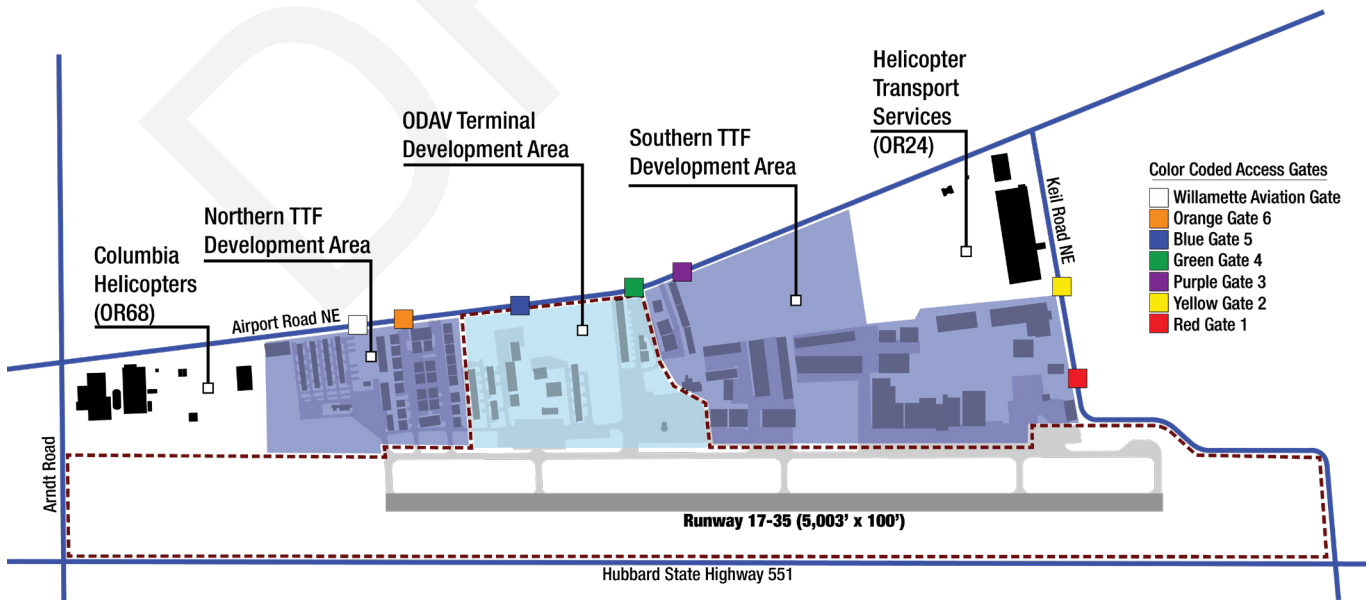 Helicopter
Transport
Services
(OR24)
ODAV Terminal
Development Area
Southern TTF
Development Area
Northern TTF
Development Area
Columbia
Helicopters
(OR68)
Airport Road NE
Keil Road NE
Arndt Road
Color Coded Access Gates
Willamette Aviation Gate
Orange Gate 6
Blue Gate 5
Green Gate 4
Purple Gate 3
Yellow Gate 2
Red Gate 1
Runway 17-35 (5,003' x 100')
Hubbard State Highway 551